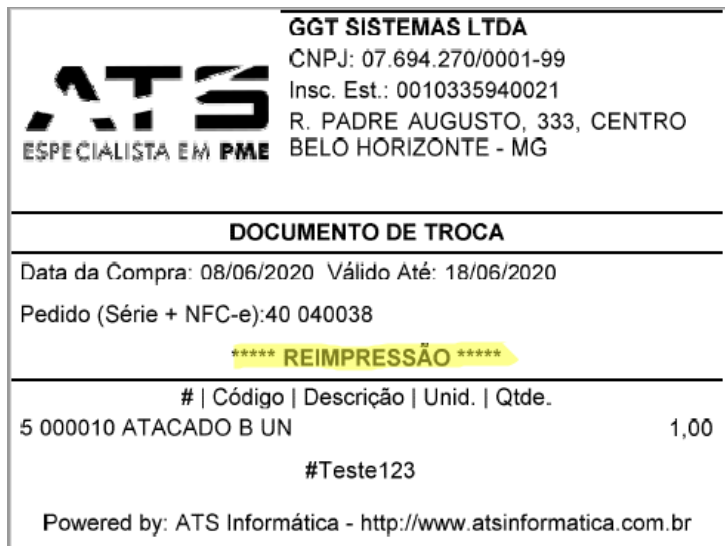 GGT SISTEMAS LTDA
CNPJ: 07.694.270/0001-99
Insc. Est.: 0010335940021
R. PADRE AUGUSTO, 333, CENTRO
BELO HORIZONTE - MG
ATS
ESPECIALISTA EM PME
DOCUMENTO DE TROCA
Data da Compra: 08/06/2020 Válido Até: 18/06/2020
Pedido (Série + NFC-e):40 040038
***** REIMPRESSÃO *****
# | Código | Descrição | Unid. | Qtde.
5 000010 ATACADO B UN 1,00
#Teste123
Powered by: ATS Informática - http://www.atsinformatica.com.br